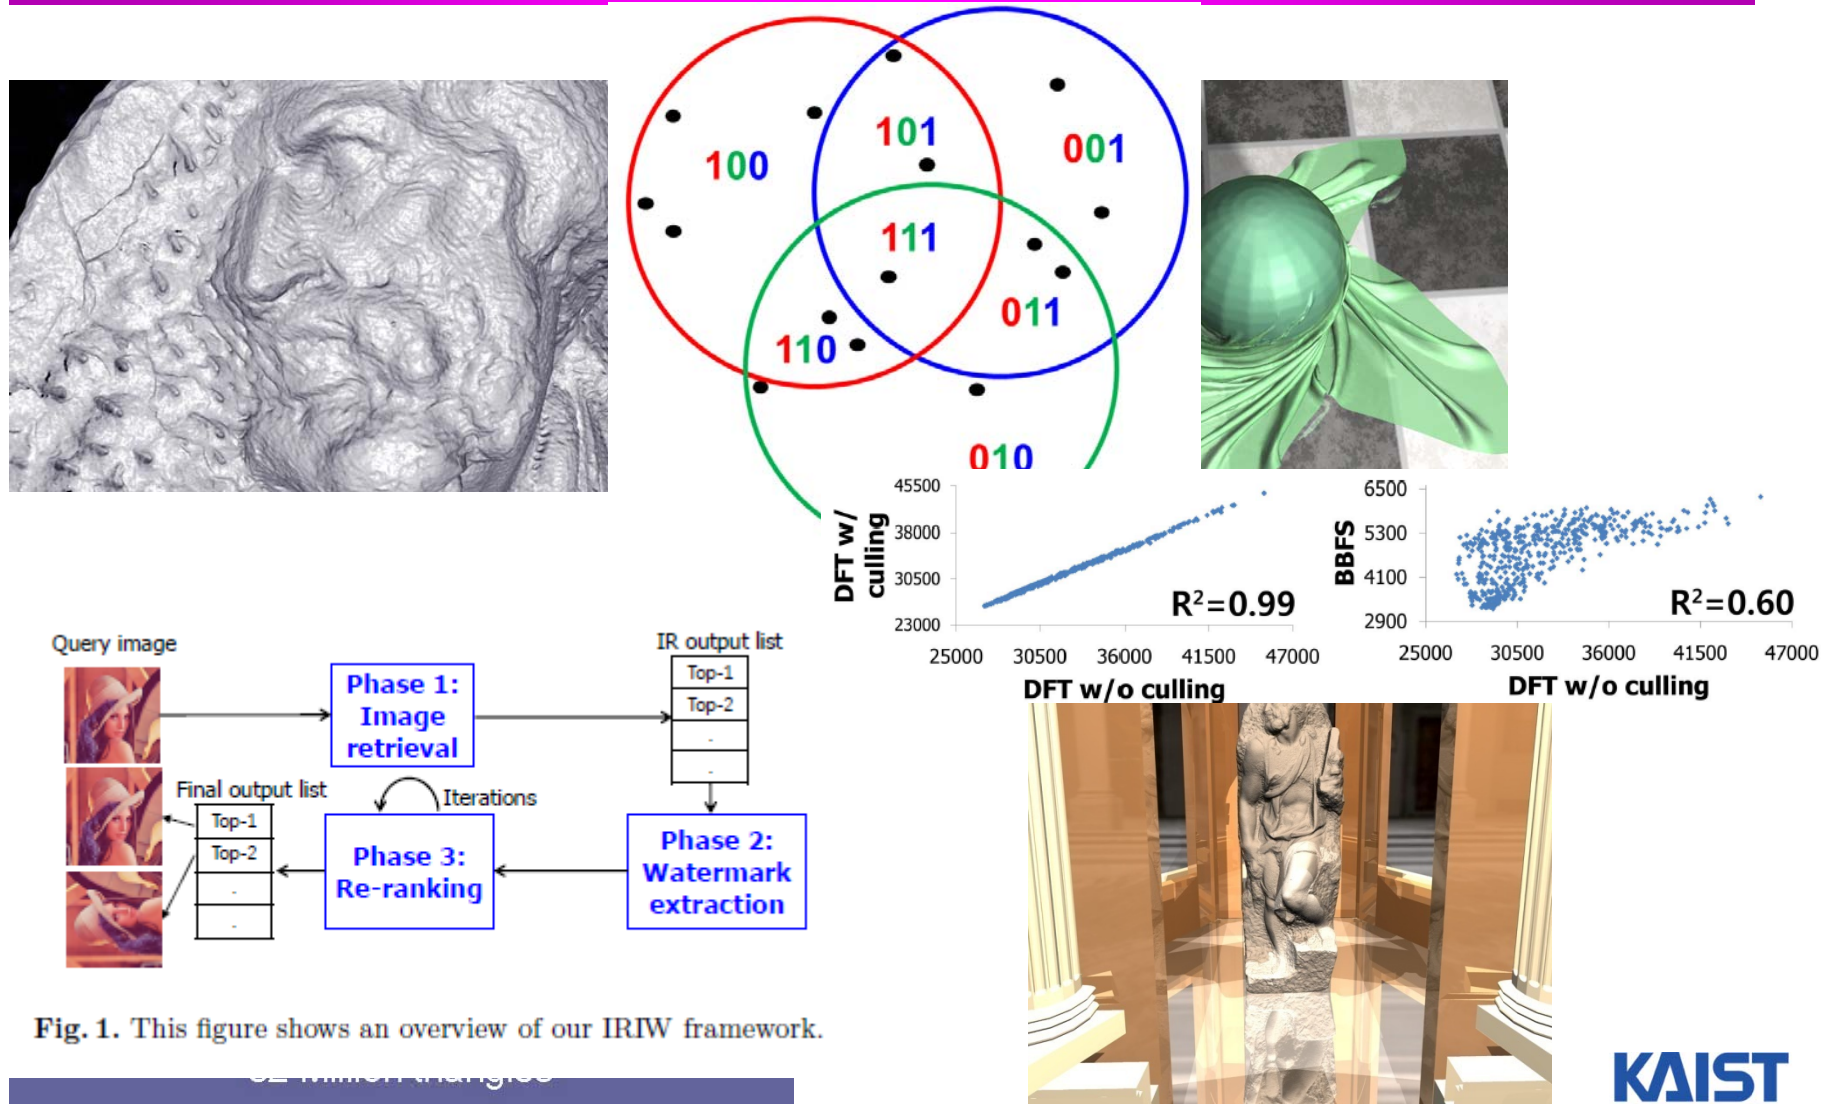 101
001
100
111
011
110
010
45500
38000
30500
23000
DFT w/
culling
R²=0.99
25000 30500 36000 41500 47000
DFT w/o culling
6500
5300
4100
2900
BBFS
R²=0.60
25000 30500 36000 41500 47000
DFT w/o culling
Query image
Phase 1:
Image
retrieval
IR output list
Top-1
Top-2
.
.
Final output list
Top-1
Top-2
.
.
Iterations
Phase 3:
Re-ranking
Phase 2:
Watermark
extraction
Fig. 1. This figure shows an overview of our IRIW framework.
Million triangles
KAIST